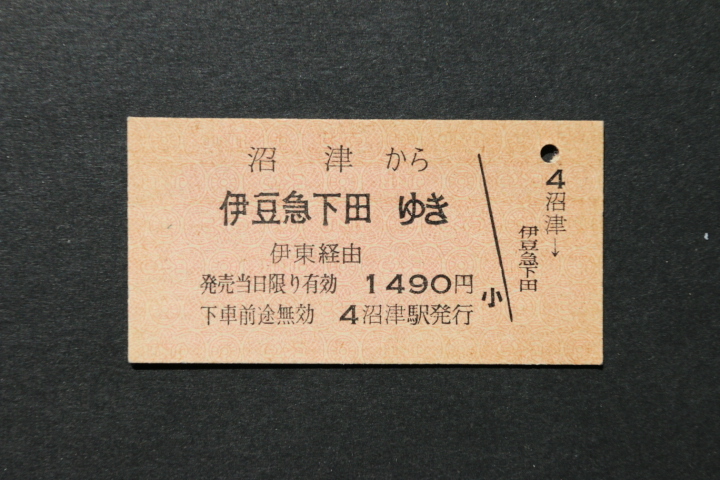 沼津から
伊豆急下田ゆき
伊東経由
発売当日限り有効 1490円
下車前途無効 4沼津駅発行
小
4沼津→
伊豆急下田